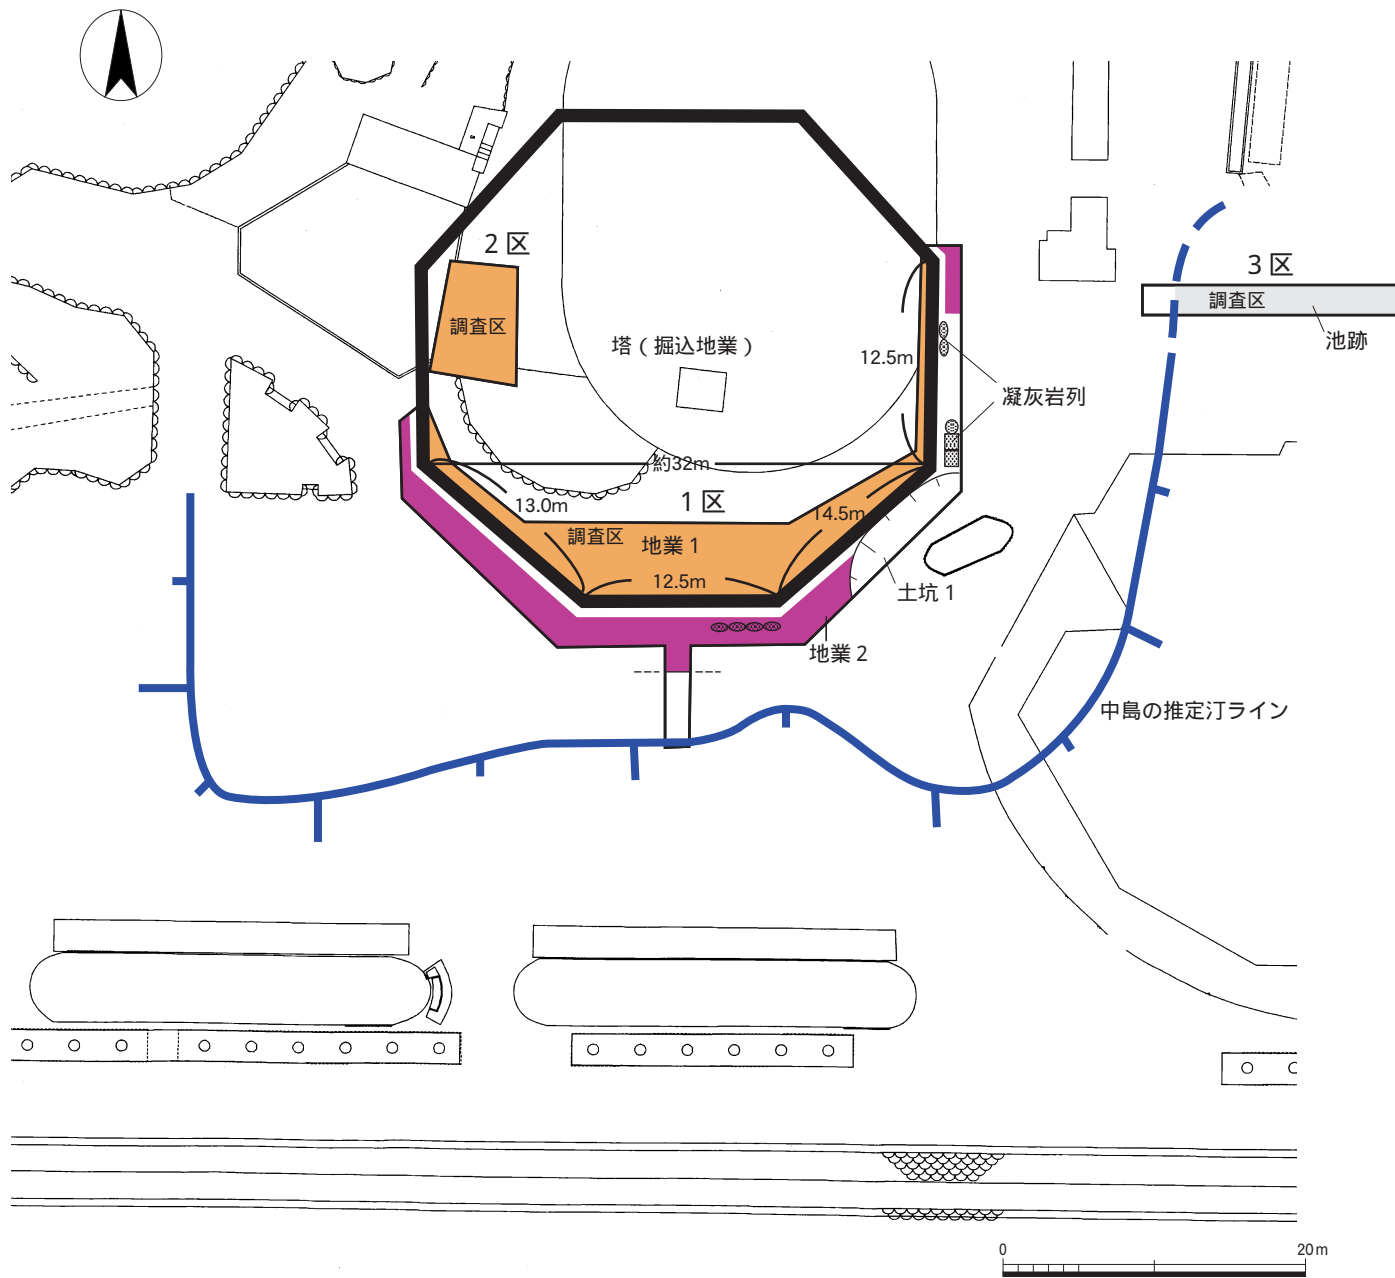 2区
3区
調査区
池跡
調査区
塔(掘込地業)
12.5m
凝灰岩列
約32m
13.0m
1区
14.5m
調査区
地業1
12.5m
土坑1
地業2
中島の推定汀ライン
0
20m